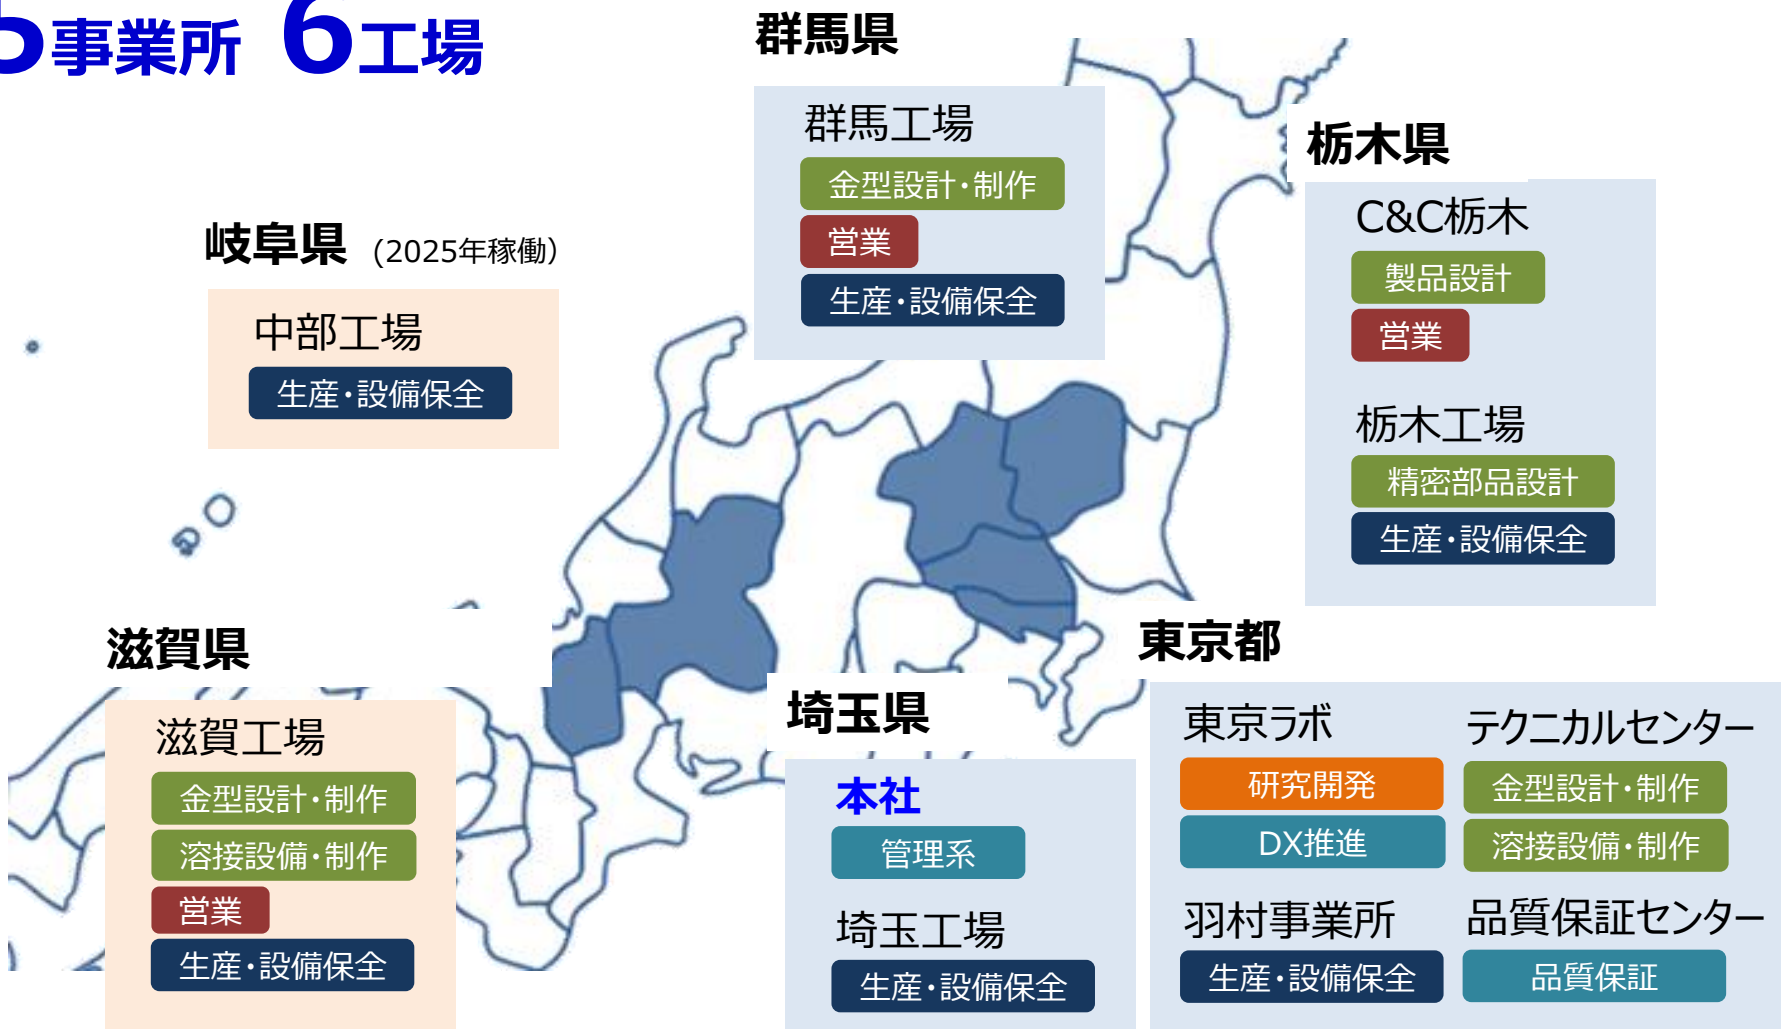 5事業所 6工場
群馬県
群馬工場
金型設計・制作
営業
生産・設備保全
栃木県
C&C栃木
製品設計
営業
栃木工場
精密部品設計
生産・設備保全
岐阜県 (2025年稼働)
中部工場
生産・設備保全
滋賀県
滋賀工場
金型設計・制作
溶接設備・制作
営業
生産・設備保全
埼玉県
本社
管理系
埼玉工場
生産・設備保全
東京都
東京ラボ
研究開発
DX推進
テクニカルセンター
金型設計・制作
溶接設備・制作
羽村事業所
生産・設備保全
品質保証センター
品質保証